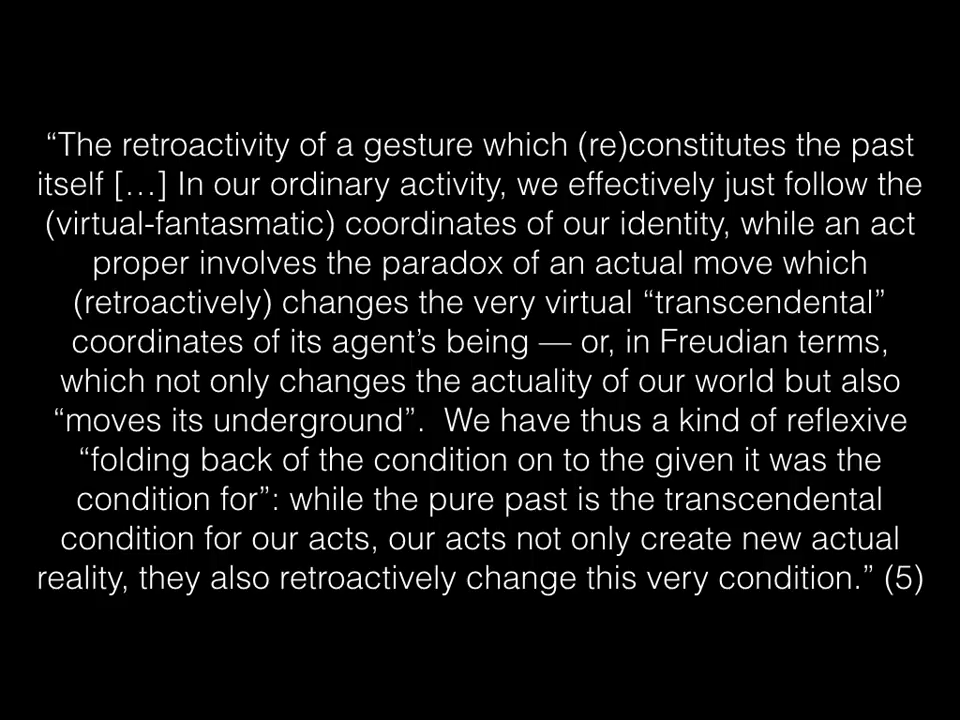 “The retroactivity of a gesture which (re)constitutes the past
itself […] In our ordinary activity, we effectively just follow the
(virtual-fantasmatic) coordinates of our identity, while an act
proper involves the paradox of an actual move which
(retroactively) changes the very virtual “transcendental”
coordinates of its agent’s being — or, in Freudian terms,
which not only changes the actuality of our world but also
“moves its underground”.  We have thus a kind of reflexive
“folding back of the condition on to the given it was the
condition for”: while the pure past is the transcendental
condition for our acts, our acts not only create new actual
reality, they also retroactively change this very condition.” (5)